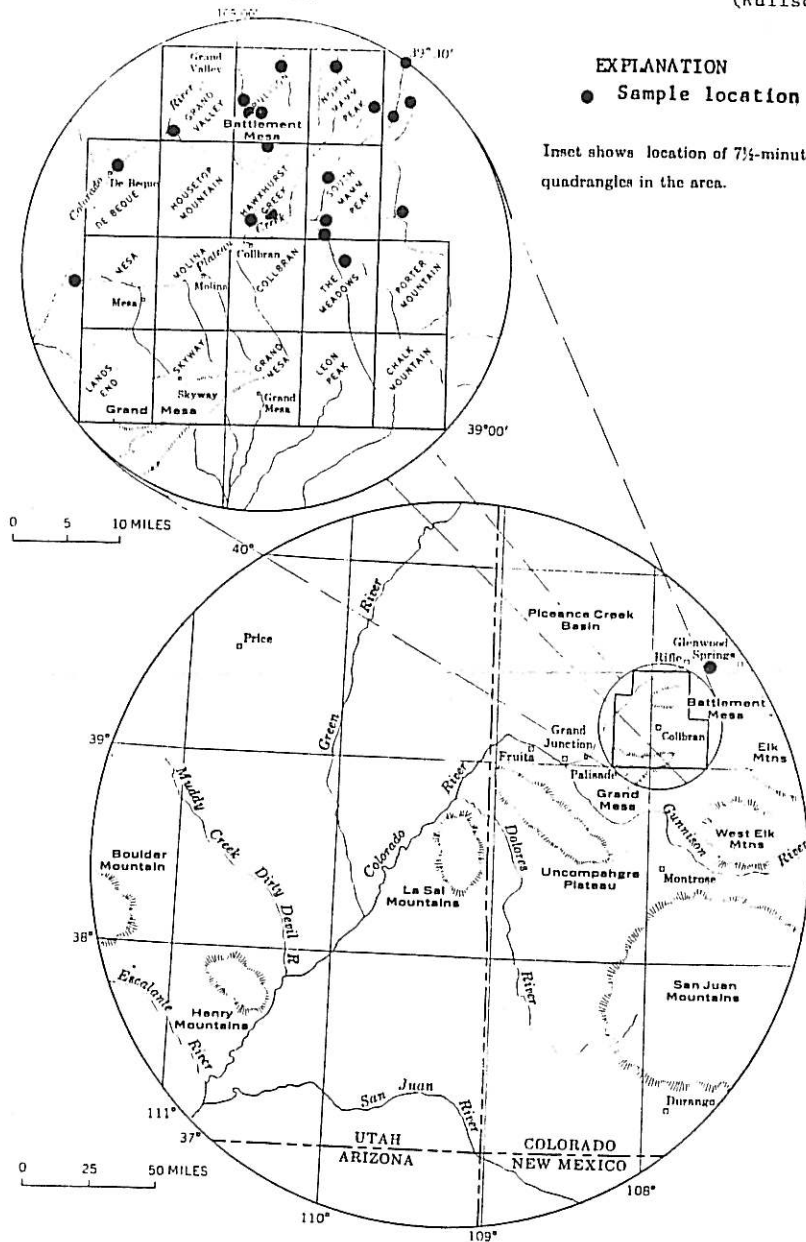 (Rulison
108°00'
39°30'
EXPLANATION
Sample location
Inset shows location of 7½-minute
quadrangles in the area.
Grand
Valley
River
GRAND
VALLEY
RULISON
NORTH
MAMM
PEAK
Battlement
Mesa
Colorado
De Beque
DE BEQUE
HOUSETOP
MOUNTAIN
HAWXHURST
CREEK
Creek
SOUTH
MAMM
PEAK
MESA
Mesa
MOLINA
Plateau
Molina
Collbran
COLLBRAN
THE
MEADOWS
PORTER
MOUNTAIN
LANDS
END
SKYWAY
Skyway
GRAND
MESA
Grand
Mesa
LEON
PEAK
CHALK
MOUNTAIN
Grand Mesa
39°00'
0 5 10 MILES
40°
River
Piceance Creek
Basin
Price
Glenwood
Springs
Rifle
Battlement
Mesa
Collbran
Green
39°
Grand
Junction
Fruita
Palisade
Elk
Mtns
Grand
Mesa
River
Muddy
Creek
Colorado
Dolores
Gunnison
River
West Elk
Mtns
Boulder
Mountain
Dirty Devil R
La Sal
Mountains
Uncompahgre
Plateau
Montrose
38°
Escalante
River
Henry
Mountains
River
San Juan
Mountains
San Juan
River
Durango
111°
37°
UTAH
COLORADO
ARIZONA
NEW MEXICO
0 25 50 MILES
108°
110°
109°